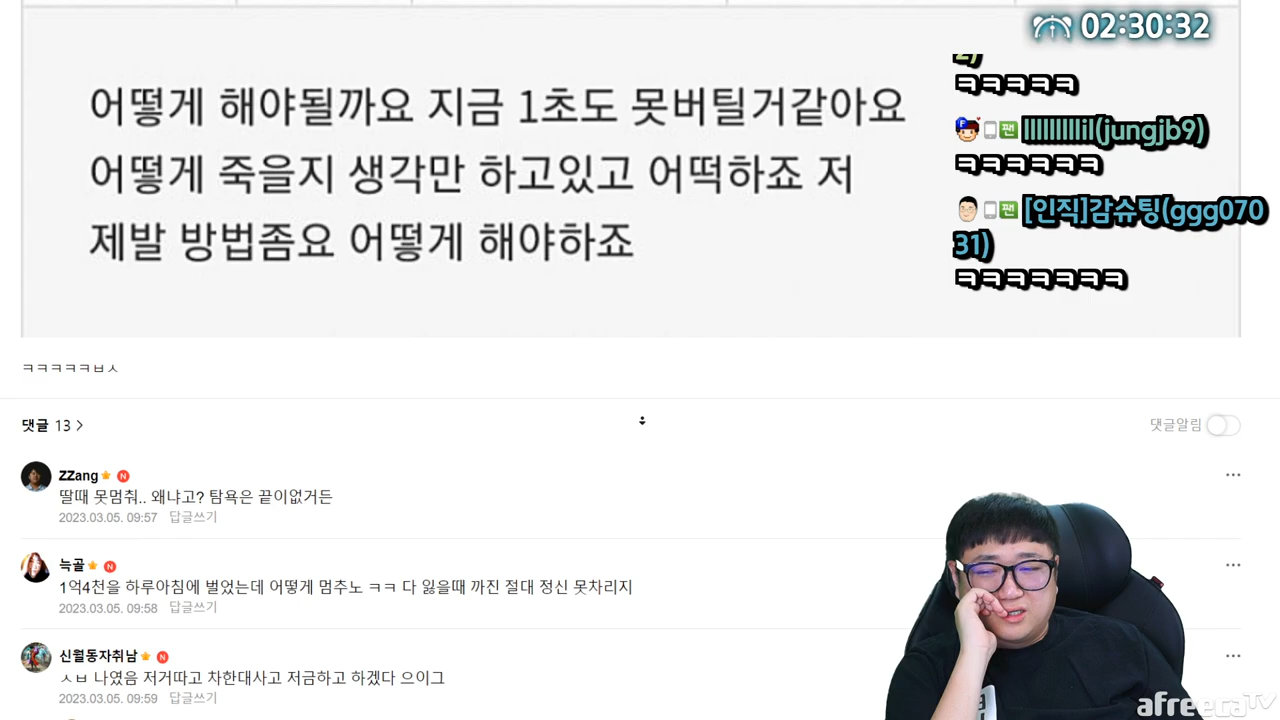 02:30:32
2)
ㅋㅋㅋㅋㅋ
llllllllllil(jungjb9)
ㅋㅋㅋㅋㅋㅋ
[인직]감슈팅(ggg070
31)
ㅋㅋㅋㅋㅋㅋㅋ
어떻게 해야될까요 지금 1초도 못버틸거같아요
어떻게 죽을지 생각만 하고있고 어떡하죠 저
제발 방법좀요 어떻게 해야하죠
ㅋㅋㅋㅋㅋㅂㅅ
댓글 13 >
댓글알림
ZZang N
딸때 못멈춰.. 왜냐고? 탐욕은 끝이없거든
2023.03.05. 09:57 답글쓰기
늑골 N
1억4천을 하루아침에 벌었는데 어떻게 멈추노 ㅋㅋ 다 잃을때 까진 절대 정신 못차리지
2023.03.05. 09:58 답글쓰기
신월동자취남 N
ㅅㅂ 나였음 저거따고 차한대사고 저금하고 하겠다 으이그
2023.03.05. 09:59 답글쓰기
afreecaTV